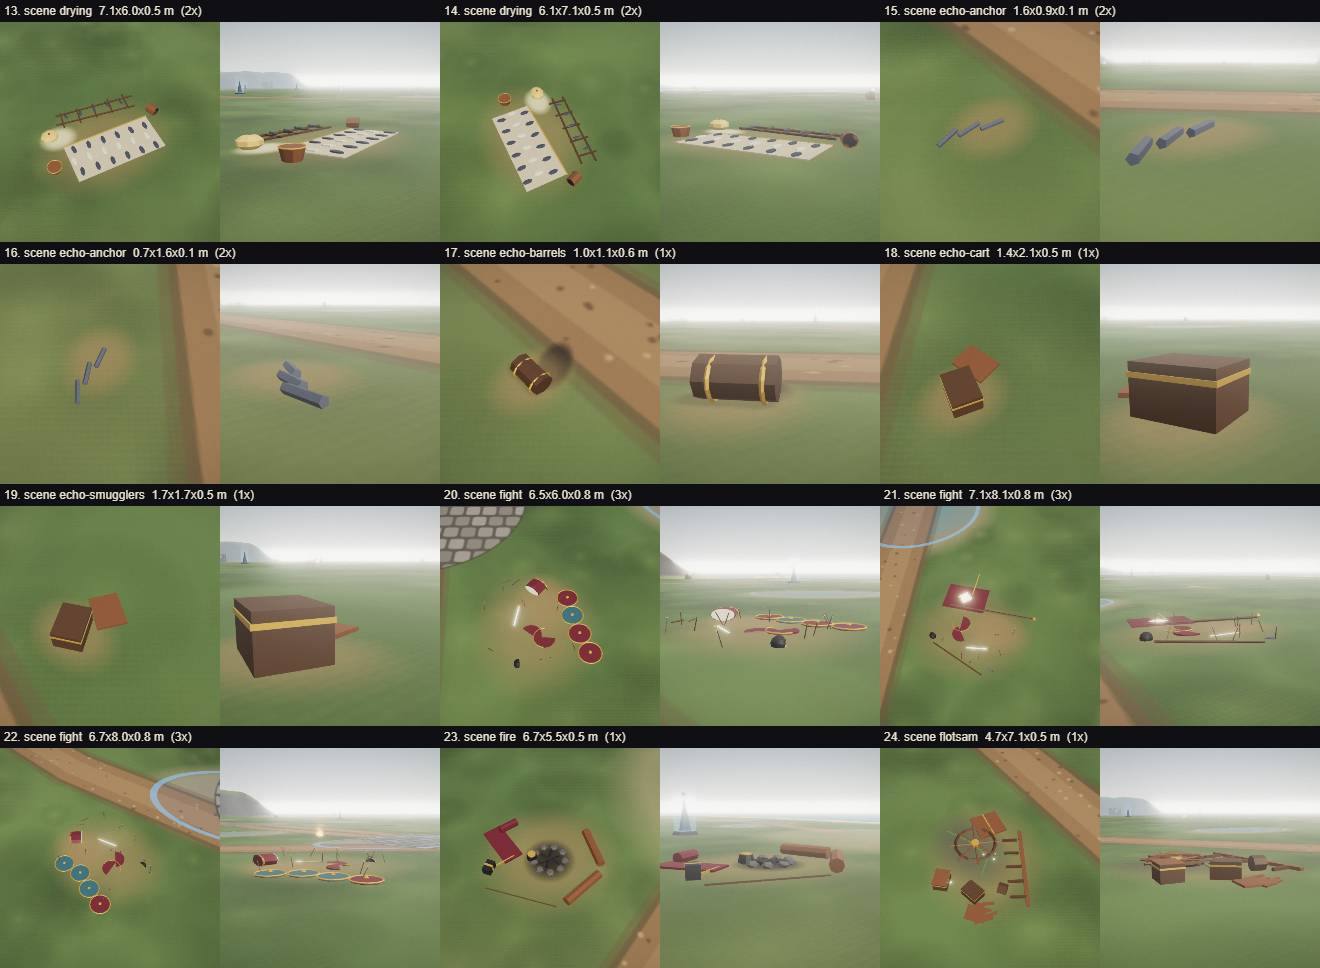 13. scene drying 7.1x6.0x0.5 m (2x)
14. scene drying 6.1x7.1x0.5 m (2x)
15. scene echo-anchor 1.6x0.9x0.1 m (2x)
16. scene echo-anchor 0.7x1.6x0.1 m (2x)
17. scene echo-barrels 1.0x1.1x0.6 m (1x)
18. scene echo-cart 1.4x2.1x0.5 m (1x)
19. scene echo-smugglers 1.7x1.7x0.5 m (1x)
20. scene fight 6.5x6.0x0.8 m (3x)
21. scene fight 7.1x8.1x0.8 m (3x)
22. scene fight 6.7x8.0x0.8 m (3x)
23. scene fire 6.7x5.5x0.5 m (1x)
24. scene flotsam 4.7x7.1x0.5 m (1x)